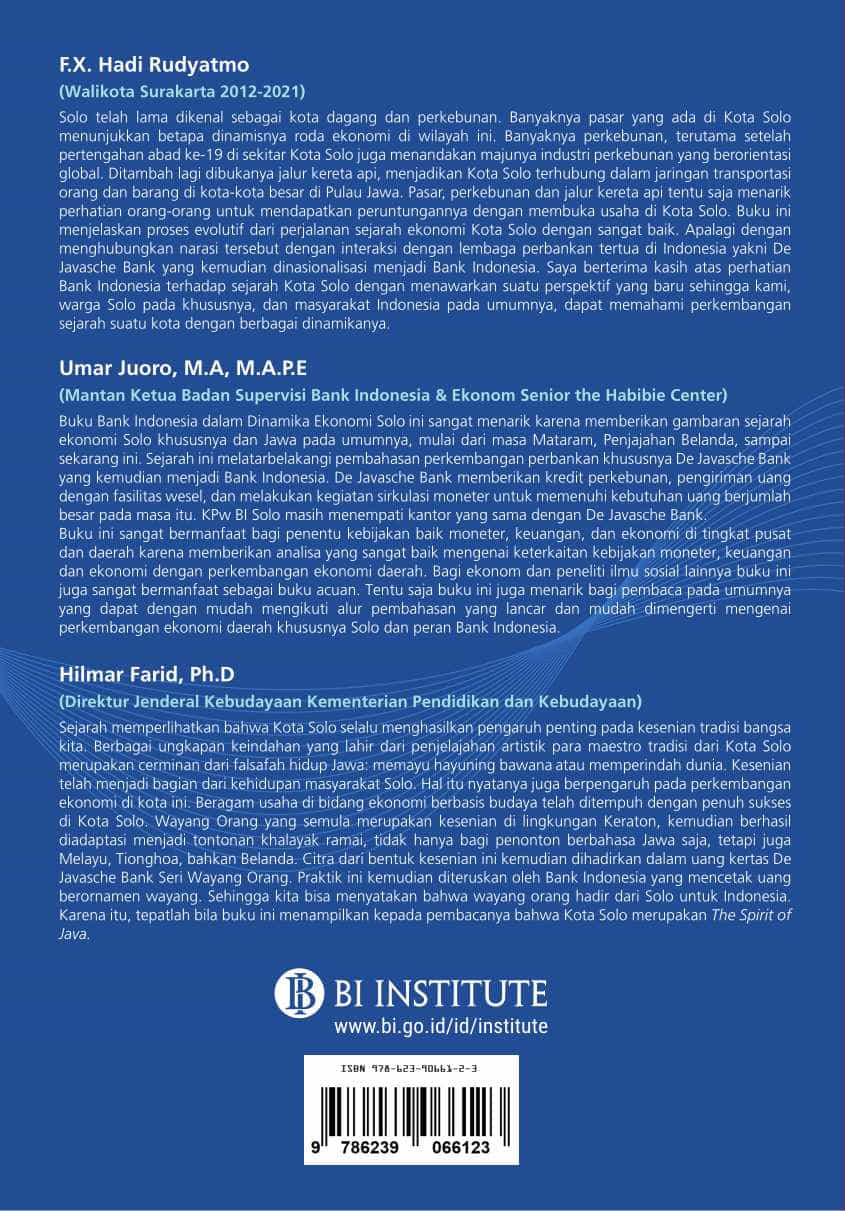 F.X. Hadi Rudyatmo
(Walikota Surakarta 2012-2021)
Solo telah lama dikenal sebagai kota dagang dan perkebunan. Banyaknya pasar yang ada di Kota Solo
menunjukkan betapa dinamisnya roda ekonomi di wilayah ini. Banyaknya perkebunan, terutama setelah
pertengahan abad ke-19 di sekitar Kota Solo juga menandakan majunya industri perkebunan yang berorientasi
global. Ditambah lagi dibukanya jalur kereta api, menjadikan Kota Solo terhubung dalam jaringan transportasi
orang dan barang di kota-kota besar di Pulau Jawa. Pasar, perkebunan dan jalur kereta api tentu saja menarik
perhatian orang-orang untuk mendapatkan peruntungannya dengan membuka usaha di Kota Solo. Buku ini
menjelaskan proses evolutif dari perjalanan sejarah ekonomi Kota Solo dengan sangat baik. Apalagi dengan
menghubungkan narasi tersebut dengan interaksi dengan lembaga perbankan tertua di Indonesia yakni De
Javasche Bank yang kemudian dinasionalisasi menjadi Bank Indonesia. Saya berterima kasih atas perhatian
Bank Indonesia terhadap sejarah Kota Solo dengan menawarkan suatu perspektif yang baru sehingga kami,
warga Solo pada khususnya, dan masyarakat Indonesia pada umumnya, dapat memahami perkembangan
sejarah suatu kota dengan berbagai dinamikanya.
Umar Juoro, M.A, M.A.P.E
(Mantan Ketua Badan Supervisi Bank Indonesia & Ekonom Senior the Habibie Center)
Buku Bank Indonesia dalam Dinamika Ekonomi Solo ini sangat menarik karena memberikan gambaran sejarah
ekonomi Solo khususnya dan Jawa pada umumnya, mulai dari masa Mataram, Penjajahan Belanda, sampai
sekarang ini. Sejarah ini melatarbelakangi pembahasan perkembangan perbankan khususnya De Javasche Bank
yang kemudian menjadi Bank Indonesia. De Javasche Bank memberikan kredit perkebunan, pengiriman uang
dengan fasilitas wesel, dan melakukan kegiatan sirkulasi moneter untuk memenuhi kebutuhan uang berjumlah
besar pada masa itu. KPw BI Solo masih menempati kantor yang sama dengan De Javasche Bank.
Buku ini sangat bermanfaat bagi penentu kebijakan baik moneter, keuangan, dan ekonomi di tingkat pusat
dan daerah karena memberikan analisa yang sangat baik mengenai keterkaitan kebijakan moneter, keuangan
dan ekonomi dengan perkembangan ekonomi daerah. Bagi ekonom dan peneliti ilmu sosial lainnya buku ini
juga sangat bermanfaat sebagai buku acuan. Tentu saja buku ini juga menarik bagi pembaca pada umumnya
yang dapat dengan mudah mengikuti alur pembahasan yang lancar dan mudah dimengerti mengenai
perkembangan ekonomi daerah khususnya Solo dan peran Bank Indonesia.
Hilmar Farid, Ph.D
(Direktur Jenderal Kebudayaan Kementerian Pendidikan dan Kebudayaan)
Sejarah memperlihatkan bahwa Kota Solo selalu menghasilkan pengaruh penting pada kesenian tradisi bangsa
kita. Berbagai ungkapan keindahan yang lahir dari penjelajahan artistik para maestro tradisi dari Kota Solo
merupakan cerminan dari falsafah hidup Jawa: memayu hayuning bawana atau memperindah dunia. Kesenian
telah menjadi bagian dari kehidupan masyarakat Solo. Hal itu nyatanya juga berpengaruh pada perkembangan
ekonomi di kota ini. Beragam usaha di bidang ekonomi berbasis budaya telah ditempuh dengan penuh sukses
di Kota Solo. Wayang Orang yang semula merupakan kesenian di lingkungan Keraton, kemudian berhasil
diadaptasi menjadi tontonan khalayak ramai, tidak hanya bagi penonton berbahasa Jawa saja, tetapi juga
Melayu, Tionghoa, bahkan Belanda. Citra dari bentuk kesenian ini kemudian dihadirkan dalam uang kertas De
Javasche Bank Seri Wayang Orang. Praktik ini kemudian diteruskan oleh Bank Indonesia yang mencetak uang
berornamen wayang. Sehingga kita bisa menyatakan bahwa wayang orang hadir dari Solo untuk Indonesia.
Karena itu, tepatlah bila buku ini menampilkan kepada pembacanya bahwa Kota Solo merupakan The Spirit of
Java.
BI INSTITUTE
www.bi.go.id/id/institute
ISBN 978-623-90661-2-3
9 786239 066123